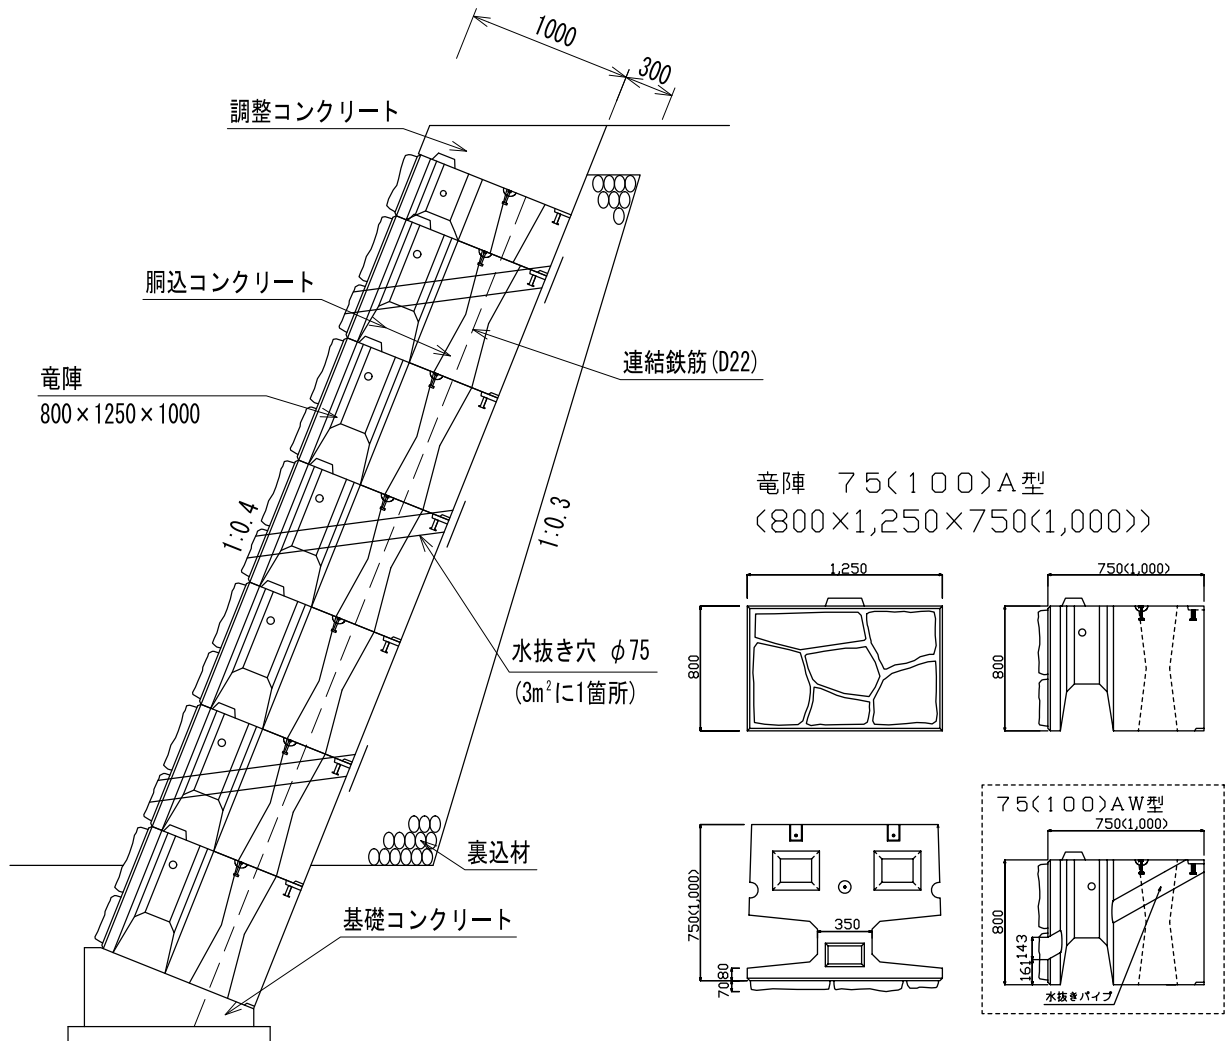 1000
300
調整コンクリート
胴込コンクリート
連結鉄筋(D22)
竜陣
800×1250×1000
1:0.4
1:0.3
水抜き穴 φ75
(3m²に1箇所)
裏込材
基礎コンクリート
竜陣 75(100)A型
(800×1,250×750(1,000))
1,250
800
750(1,000)
800
750(1,000)
350
80
70
75(100)AW型
750(1,000)
800
143
161
水抜きパイプ